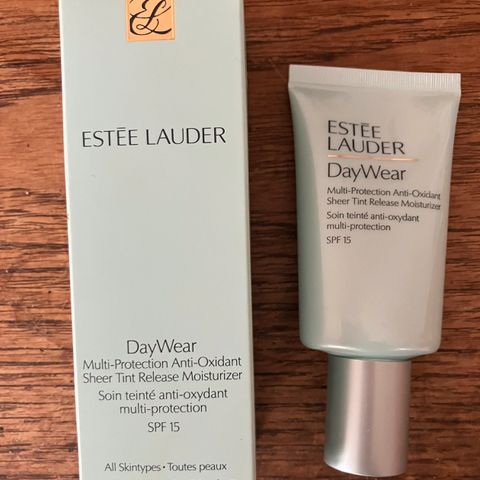 EL
ESTĒE LAUDER
DayWear
Multi-Protection Anti-Oxidant
Sheer Tint Release Moisturizer
Soin teinté anti-oxydant
multi-protection
SPF 15
All Skintypes • Toutes peaux
ESTĒE
LAUDER
DayWear
Multi-Protection Anti-Oxidant
Sheer Tint Release Moisturizer
Soin teinté anti-oxydant
multi-protection
SPF 15